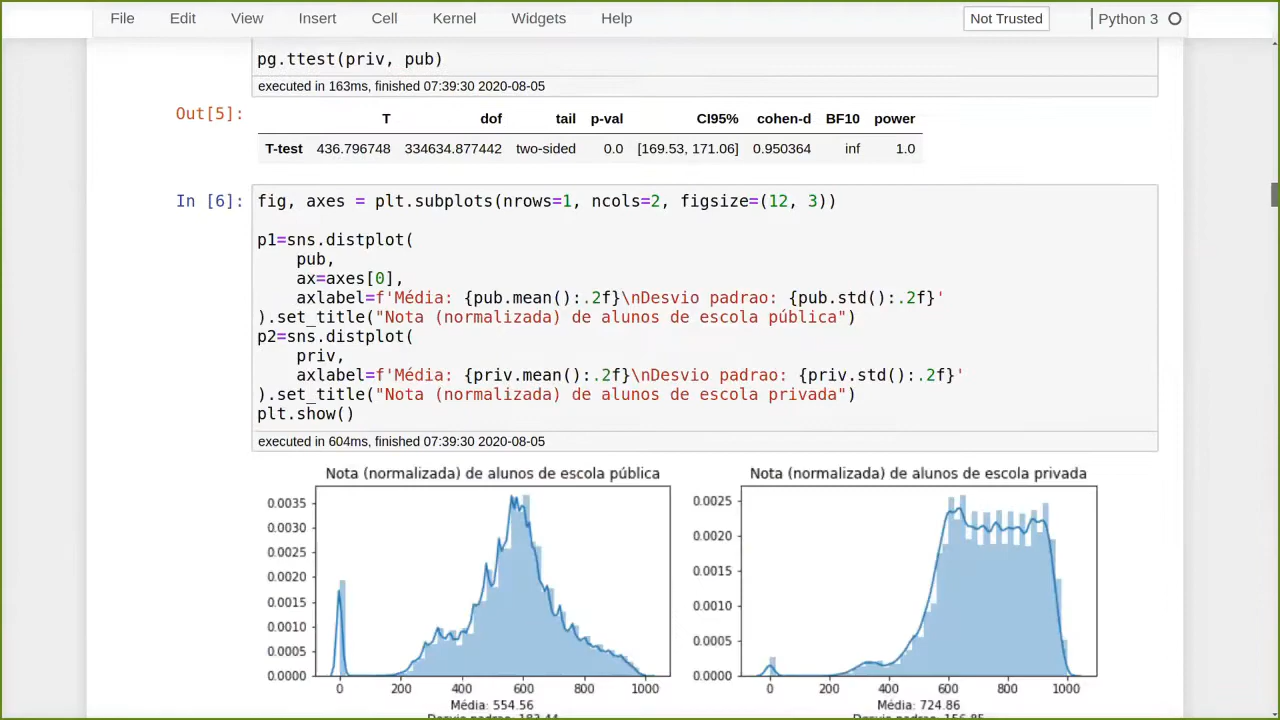 File Edit View Insert Cell Kernel Widgets Help Not Trusted Python 3
pg.ttest(priv, pub)
executed in 163ms, finished 07:39:30 2020-08-05
Out[5]:
T dof tail p-val CI95% cohen-d BF10 power
T-test 436.796748 334634.877442 two-sided 0.0 [169.53, 171.06] 0.950364 inf 1.0
In [6]: fig, axes = plt.subplots(nrows=1, ncols=2, figsize=(12, 3))
p1=sns.distplot(
pub,
ax=axes[0],
axlabel=f'Média: {pub.mean():.2f}\nDesvio padrao: {pub.std():.2f}'
).set_title("Nota (normalizada) de alunos de escola pública")
p2=sns.distplot(
priv,
axlabel=f'Média: {priv.mean():.2f}\nDesvio padrao: {priv.std():.2f}'
).set_title("Nota (normalizada) de alunos de escola privada")
plt.show()
executed in 604ms, finished 07:39:30 2020-08-05
Nota (normalizada) de alunos de escola pública
0.0035
0.0030
0.0025
0.0020
0.0015
0.0010
0.0005
0.0000
0 200 400 600 800 1000
Média: 554.56
Desvio padrao: 183.44
Nota (normalizada) de alunos de escola privada
0.0025
0.0020
0.0015
0.0010
0.0005
0.0000
0 200 400 600 800 1000
Média: 724.86
Desvio padrao: 156.85